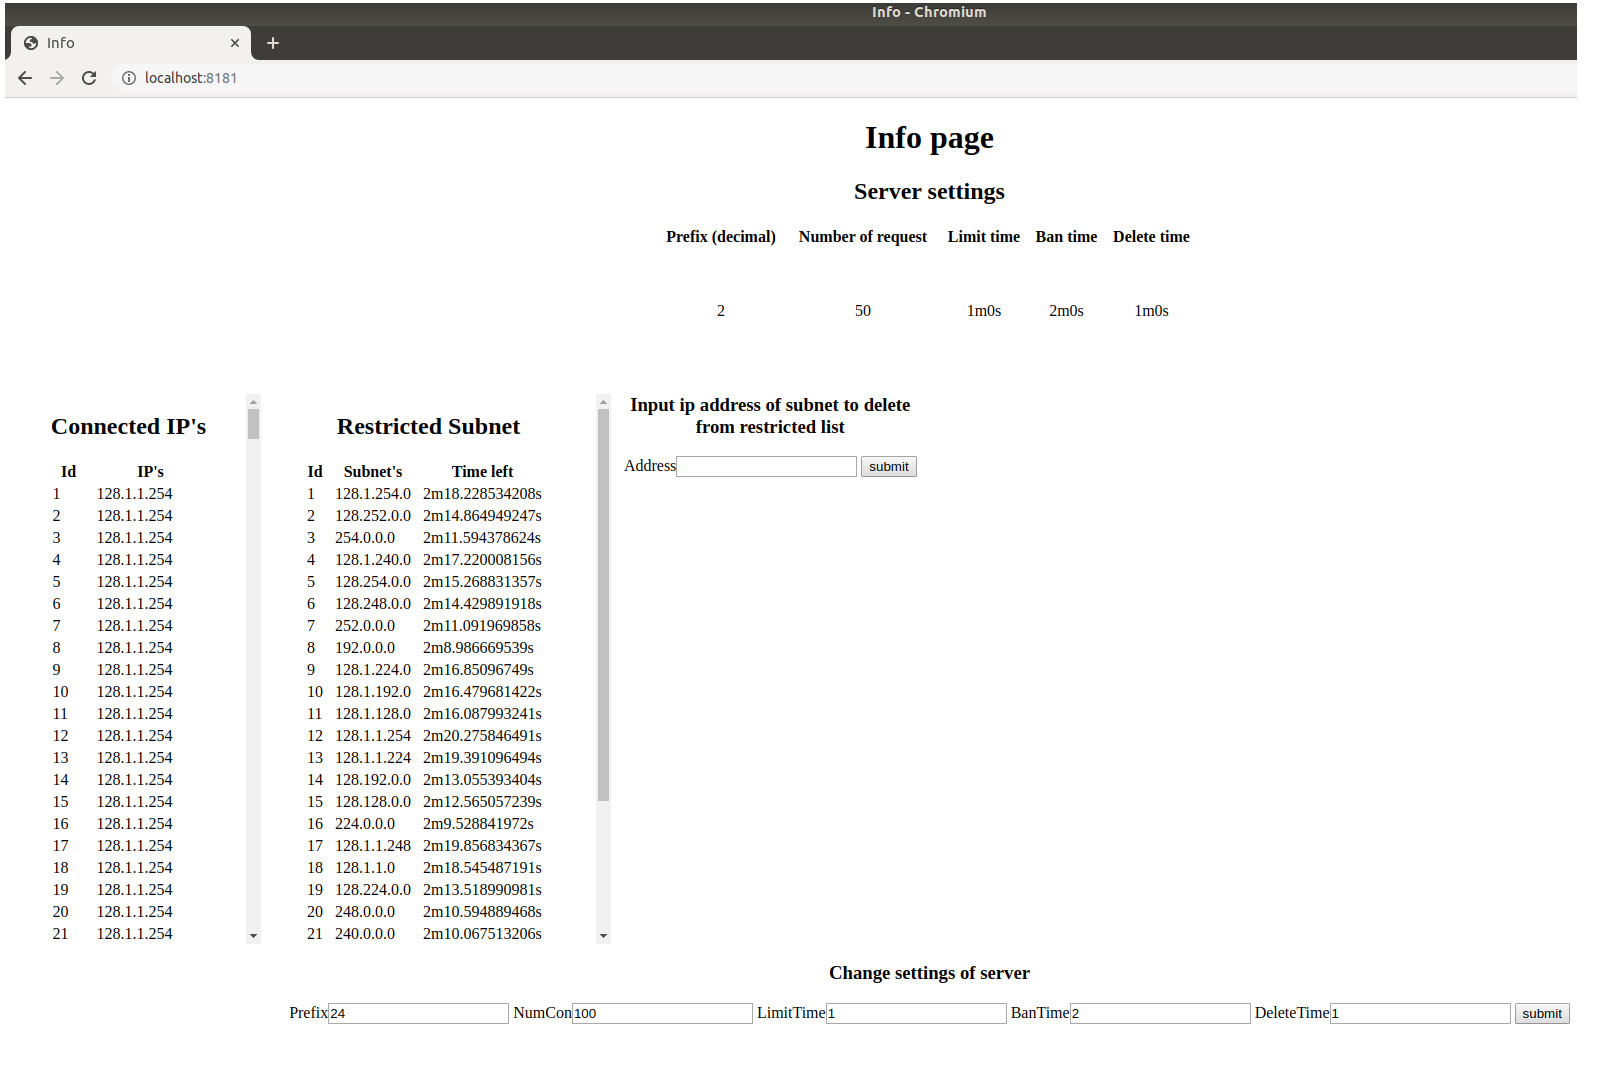 Info - Chromium
Info
localhost:8181
Info page
Server settings
Prefix (decimal) Number of request Limit time Ban time Delete time
2 50 1m0s 2m0s 1m0s
Connected IP's
Id IP's
1 128.1.1.254
2 128.1.1.254
3 128.1.1.254
4 128.1.1.254
5 128.1.1.254
6 128.1.1.254
7 128.1.1.254
8 128.1.1.254
9 128.1.1.254
10 128.1.1.254
11 128.1.1.254
12 128.1.1.254
13 128.1.1.254
14 128.1.1.254
15 128.1.1.254
16 128.1.1.254
17 128.1.1.254
18 128.1.1.254
19 128.1.1.254
20 128.1.1.254
21 128.1.1.254
Restricted Subnet
Id Subnet's Time left
1 128.1.254.0 2m18.228534208s
2 128.252.0.0 2m14.864949247s
3 254.0.0.0 2m11.594378624s
4 128.1.240.0 2m17.220008156s
5 128.254.0.0 2m15.268831357s
6 128.248.0.0 2m14.429891918s
7 252.0.0.0 2m11.091969858s
8 192.0.0.0 2m8.986669539s
9 128.1.224.0 2m16.85096749s
10 128.1.192.0 2m16.479681422s
11 128.1.128.0 2m16.087993241s
12 128.1.1.254 2m20.275846491s
13 128.1.1.224 2m19.391096494s
14 128.192.0.0 2m13.055393404s
15 128.128.0.0 2m12.565057239s
16 224.0.0.0 2m9.528841972s
17 128.1.1.248 2m19.856834367s
18 128.1.1.0 2m18.545487191s
19 128.224.0.0 2m13.518990981s
20 248.0.0.0 2m10.594889468s
21 240.0.0.0 2m10.067513206s
Input ip address of subnet to delete
from restricted list
Address submit
Change settings of server
Prefix 24 NumCon 100 LimitTime 1 BanTime 2 DeleteTime 1 submit